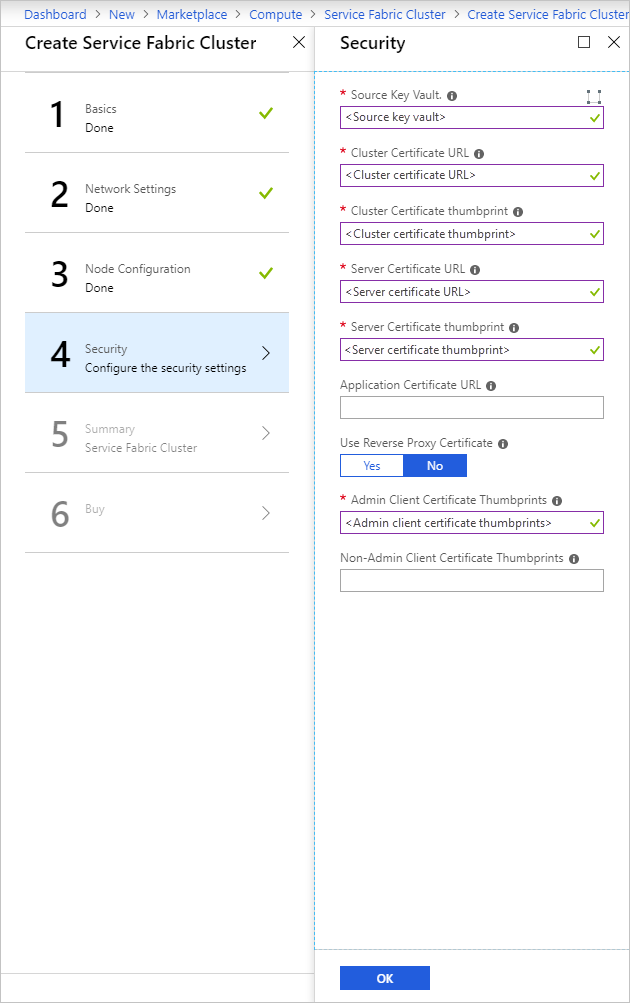 Dashboard > New > Marketplace > Compute > Service Fabric Cluster > Create Service Fabric Cluster
Create Service Fabric Cluster
1
Basics
Done
2
Network Settings
Done
3
Node Configuration
Done
4
Security
Configure the security settings
5
Summary
Service Fabric Cluster
6
Buy
Security
* Source Key Vault.
<Source key vault>
* Cluster Certificate URL
<Cluster certificate URL>
* Cluster Certificate thumbprint
<Cluster certificate thumbprint>
* Server Certificate URL
<Server certificate URL>
* Server Certificate thumbprint
<Server certificate thumbprint>
Application Certificate URL
Use Reverse Proxy Certificate
Yes No
* Admin Client Certificate Thumbprints
<Admin client certificate thumbprints>
Non-Admin Client Certificate Thumbprints
OK